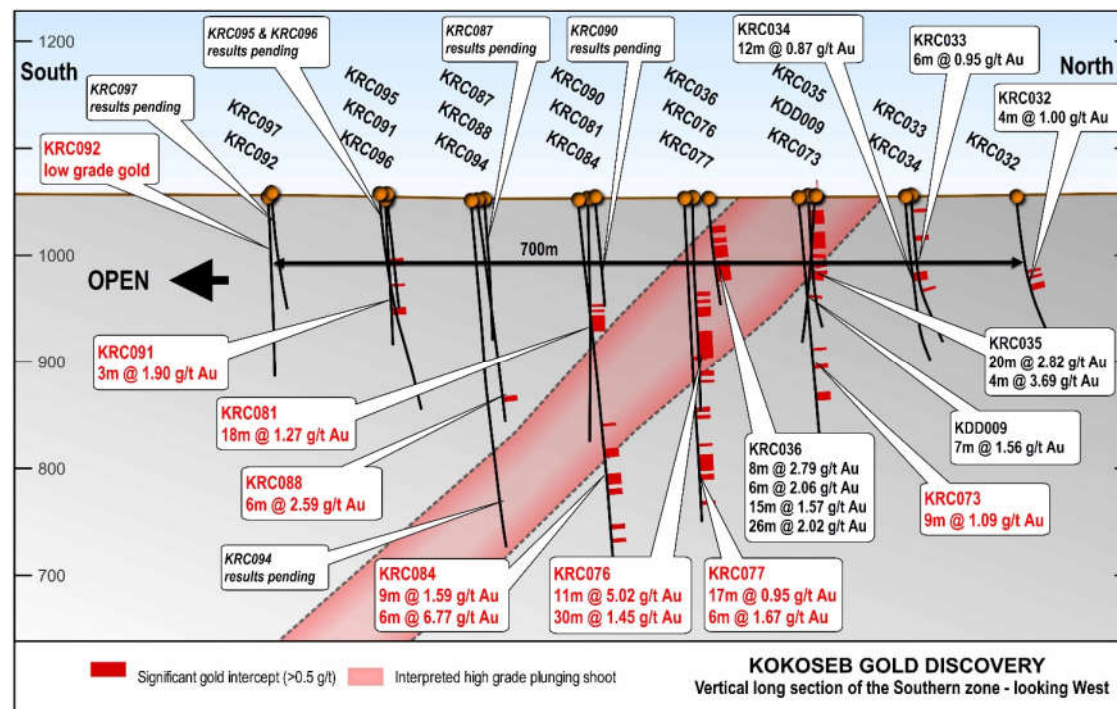 1200
1000
900
800
700
South
North
KRC097
results pending
KRC095 & KRC096
results pending
KRC087
results pending
KRC090
results pending
KRC034
12m @ 0.87 g/t Au
KRC033
6m @ 0.95 g/t Au
KRC032
4m @ 1.00 g/t Au
KRC097
KRC092
KRC095
KRC091
KRC096
KRC087
KRC088
KRC094
KRC090
KRC081
KRC084
KRC036
KRC076
KRC077
KRC035
KDD009
KRC073
KRC033
KRC034
KRC032
KRC092
low grade gold
700m
OPEN
KRC091
3m @ 1.90 g/t Au
KRC081
18m @ 1.27 g/t Au
KRC088
6m @ 2.59 g/t Au
KRC094
results pending
KRC084
9m @ 1.59 g/t Au
6m @ 6.77 g/t Au
KRC076
11m @ 5.02 g/t Au
30m @ 1.45 g/t Au
KRC077
17m @ 0.95 g/t Au
6m @ 1.67 g/t Au
KRC036
8m @ 2.79 g/t Au
6m @ 2.06 g/t Au
15m @ 1.57 g/t Au
26m @ 2.02 g/t Au
KRC035
20m @ 2.82 g/t Au
4m @ 3.69 g/t Au
KDD009
7m @ 1.56 g/t Au
KRC073
9m @ 1.09 g/t Au
Significant gold intercept (>0.5 g/t)
Interpreted high grade plunging shoot
KOKOSEB GOLD DISCOVERY
Vertical long section of the Southern zone - looking West